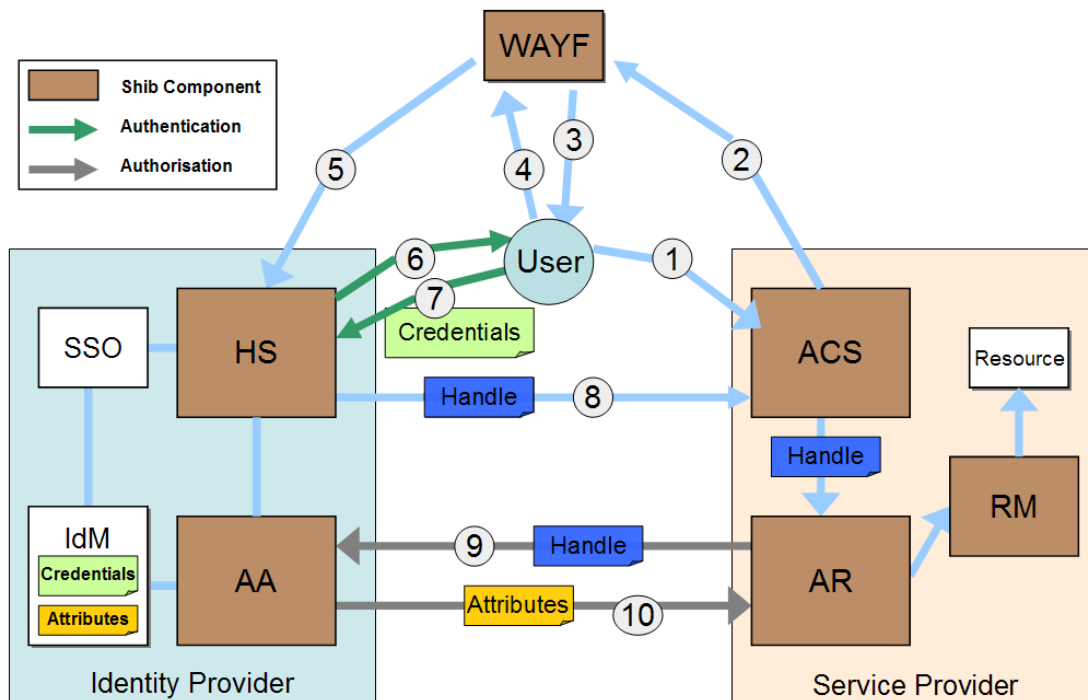 WAYF
Shib Component
Authentication
Authorisation
5
4
3
2
6
7
User
1
Credentials
SSO
HS
ACS
Resource
Handle
8
Handle
IdM
Credentials
Attributes
AA
9
Handle
AR
RM
Attributes
10
Identity Provider
Service Provider